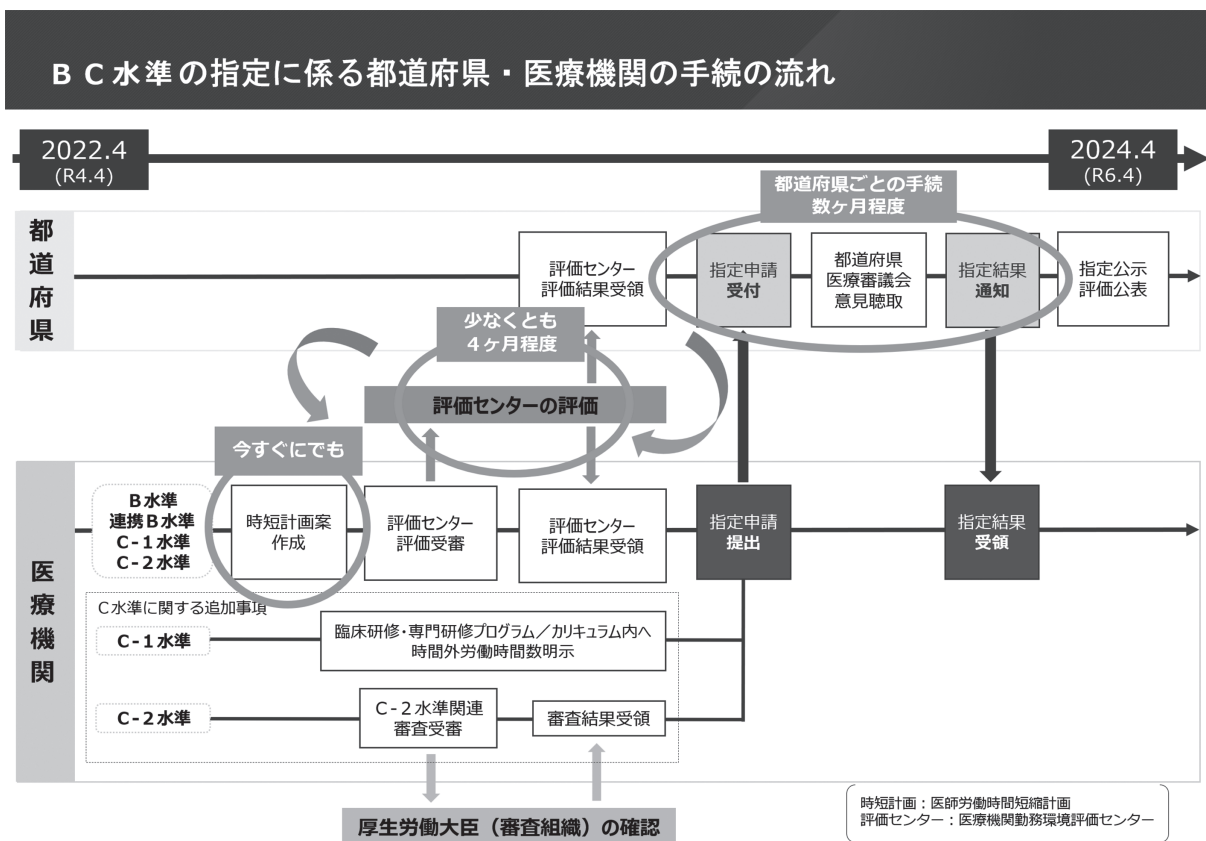 BC水準の指定に係る都道府県・医療機関の手続の流れ
2022.4
(R4.4)
2024.4
(R6.4)
都道府県ごとの手続
数ヶ月程度
都道府県
評価センター
評価結果受領
指定申請
受付
都道府県
医療審議会
意見聴取
指定結果
通知
指定公示
評価公表
少なくとも
4ヶ月程度
評価センターの評価
今すぐにでも
医療機関
B水準
連携B水準
C-1水準
C-2水準
時短計画案
作成
評価センター
評価受審
評価センター
評価結果受領
指定申請
提出
指定結果
受領
C水準に関する追加事項
C-1水準
臨床研修・専門研修プログラム/カリキュラム内へ
時間外労働時間数明示
C-2水準
C-2水準関連
審査受審
審査結果受領
厚生労働大臣(審査組織)の確認
時短計画:医師労働時間短縮計画
評価センター:医療機関勤務環境評価センター